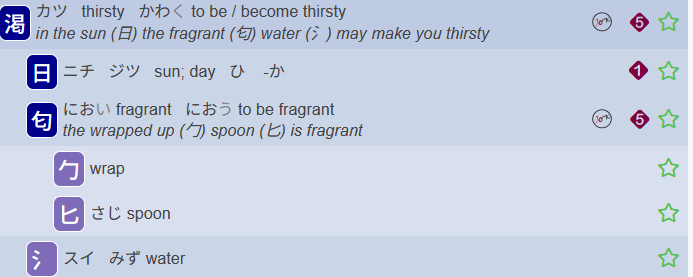 渇 カツ thirsty かわく to be / become thirsty
in the sun (日) the fragrant (匂) water (氵) may make you thirsty
5
日 ニチ ジツ sun; day ひ -か
1
匂 におい fragrant におう to be fragrant
the wrapped up (勹) spoon (匕) is fragrant
5
勹 wrap
匕 さじ spoon
氵 スイ みず water